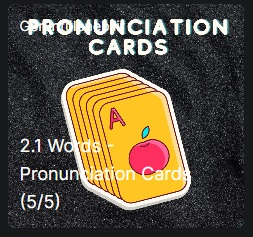 PRONUNCIATION
CARDS
A
2.1 Words -
Pronunciation Cards
(5/5)